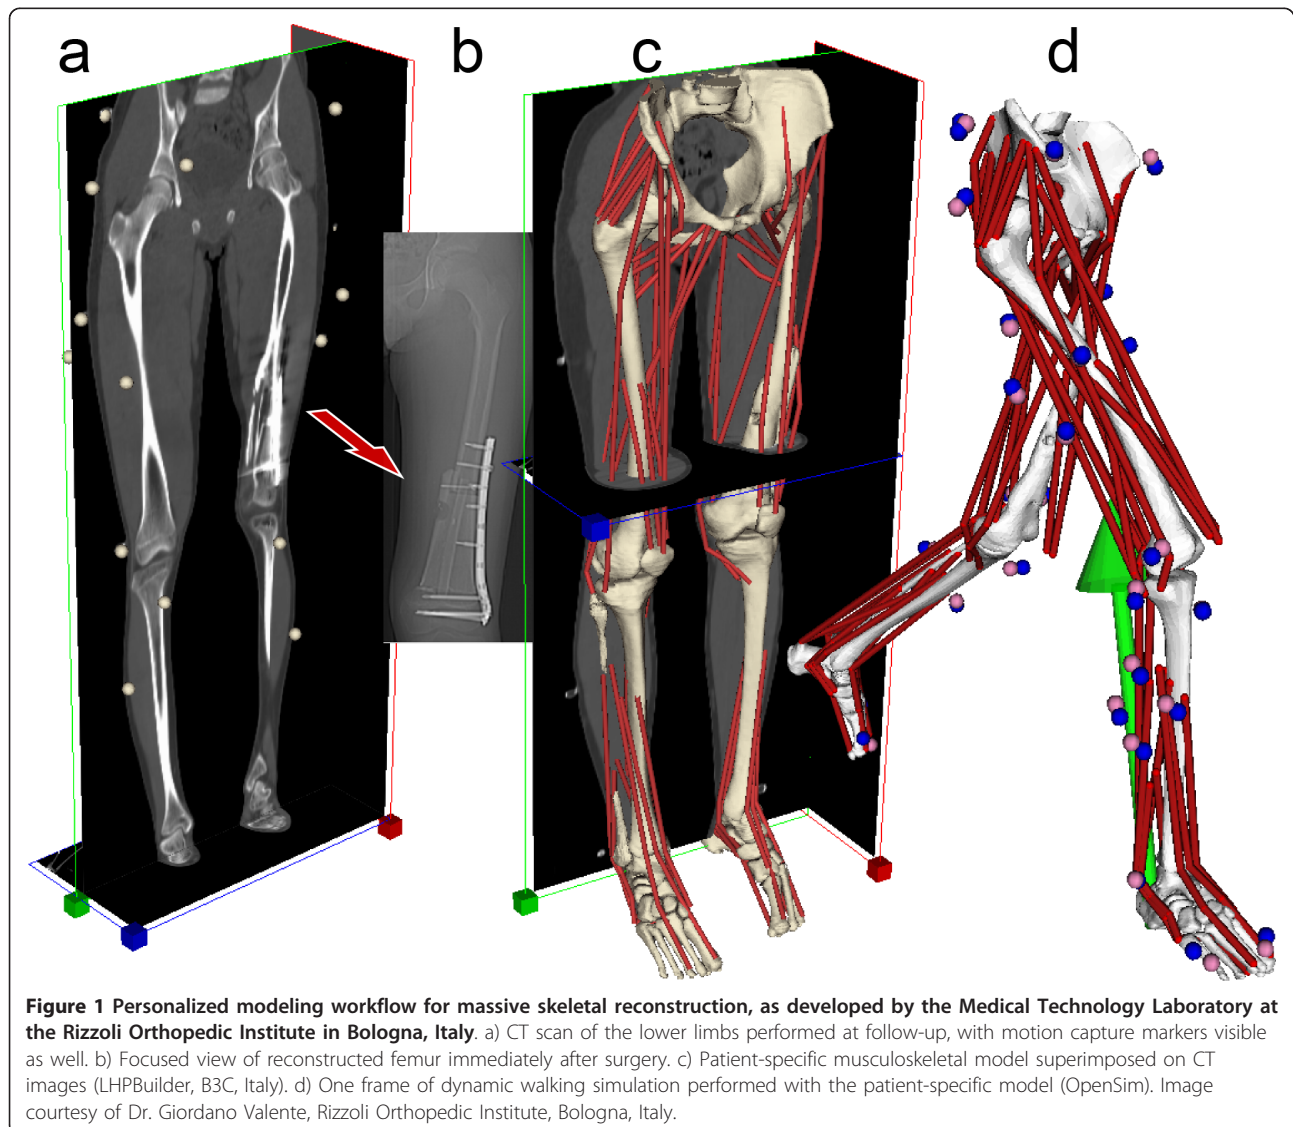 a
b
c
d
Figure 1 Personalized modeling workflow for massive skeletal reconstruction, as developed by the Medical Technology Laboratory at
the Rizzoli Orthopedic Institute in Bologna, Italy. a) CT scan of the lower limbs performed at follow-up, with motion capture markers visible
as well. b) Focused view of reconstructed femur immediately after surgery. c) Patient-specific musculoskeletal model superimposed on CT
images (LHPBuilder, B3C, Italy). d) One frame of dynamic walking simulation performed with the patient-specific model (OpenSim). Image
courtesy of Dr. Giordano Valente, Rizzoli Orthopedic Institute, Bologna, Italy.